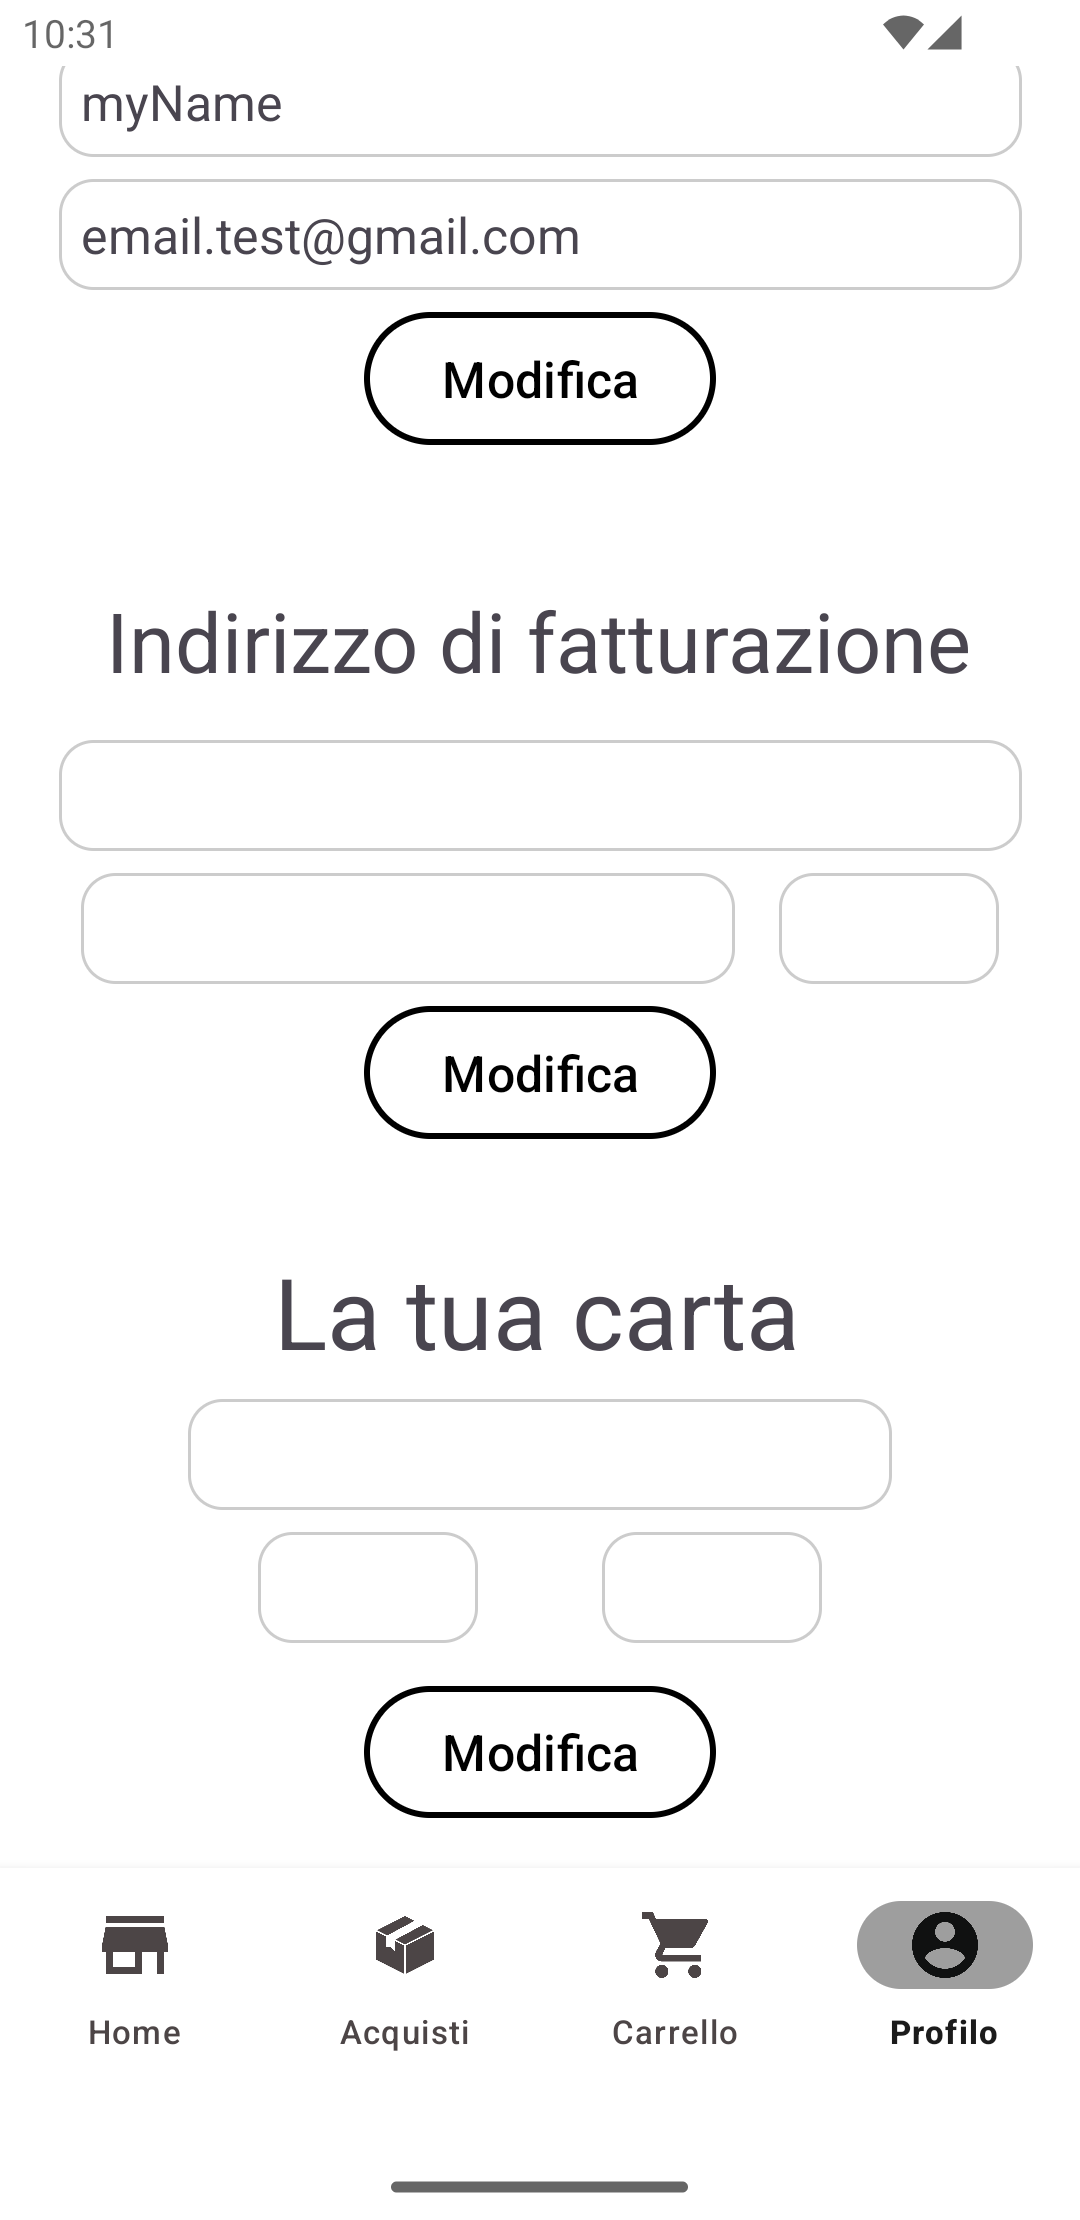 10:31
myName
email.test@gmail.com
Modifica
Indirizzo di fatturazione
Modifica
La tua carta
Modifica
Home Acquisti Carrello Profilo